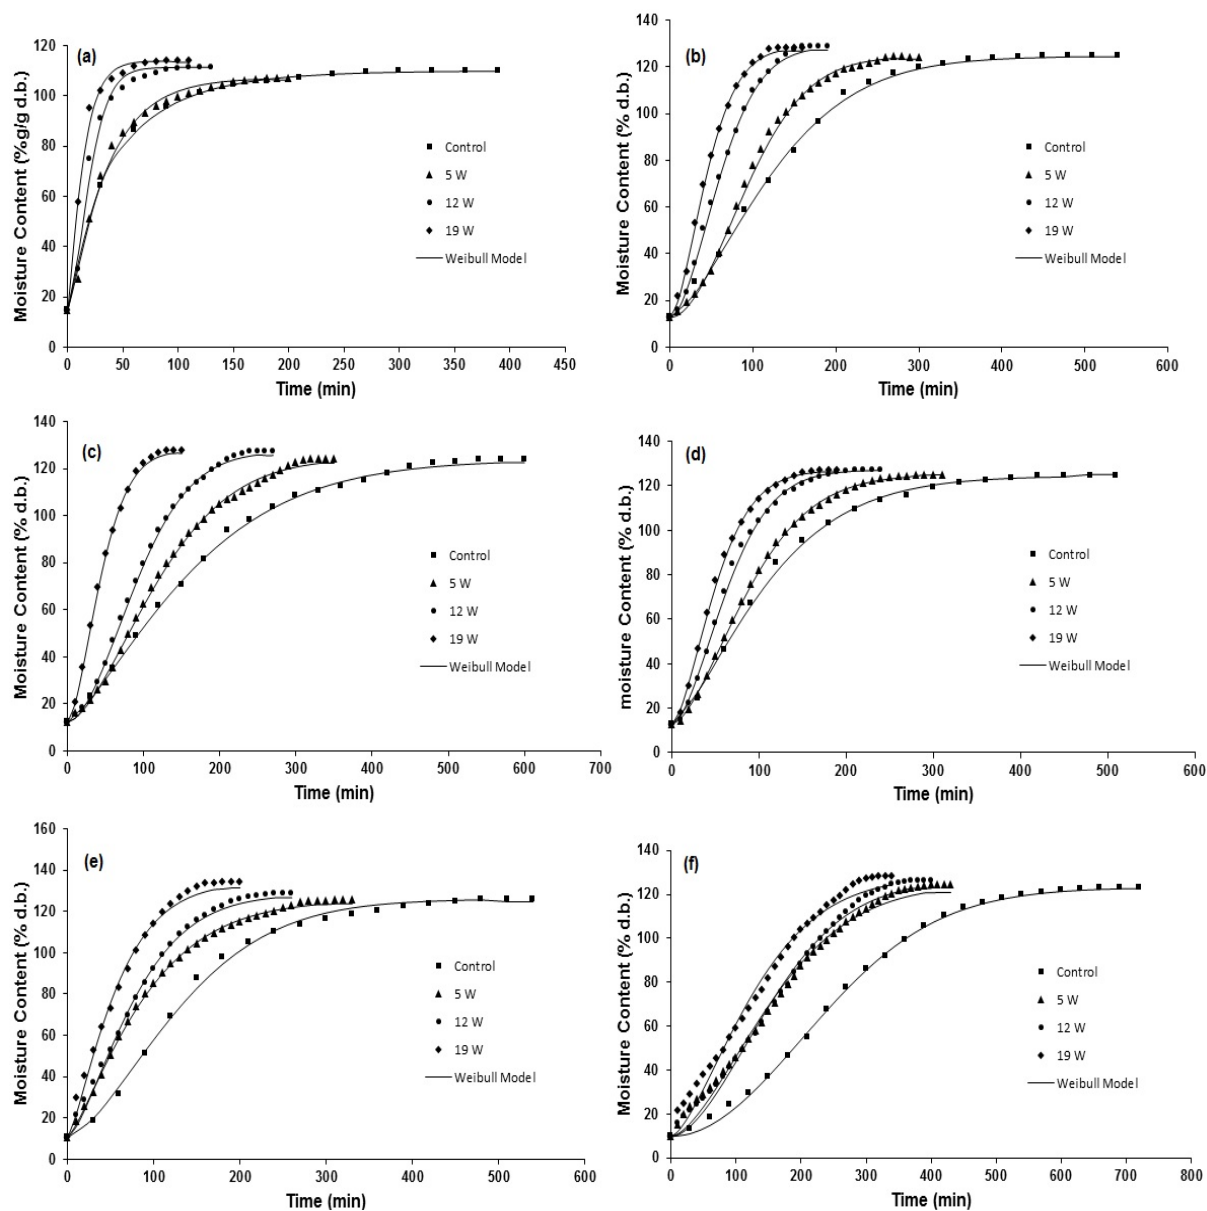 (a)
Moisture Content (%g/g d.b.)
120
100
80
60
40
20
0
Control
5 W
12 W
19 W
Weibull Model
0 50 100 150 200 250 300 350 400 450
Time (min)
(b)
Moisture Content (% d.b.)
140
120
100
80
60
40
20
0
Control
5 W
12 W
19 W
Weibull Model
0 100 200 300 400 500 600
Time (min)
(c)
Moisture Content (% d.b.)
140
120
100
80
60
40
20
0
Control
5 W
12 W
19 W
Weibull Model
0 100 200 300 400 500 600 700
Time (min)
(d)
moisture Content (% d.b.)
140
120
100
80
60
40
20
0
Control
5 W
12 W
19 W
Weibull Model
0 100 200 300 400 500 600
Time (min)
(e)
Moisture Content (% d.b.)
160
140
120
100
80
60
40
20
0
Control
5 W
12 W
19 W
Weibull Model
0 100 200 300 400 500 600
Time (min)
(f)
Moisture Content (% d.b.)
140
120
100
80
60
40
20
0
Control
5 W
12 W
19 W
Weibull Model
0 100 200 300 400 500 600 700 800
Time (min)